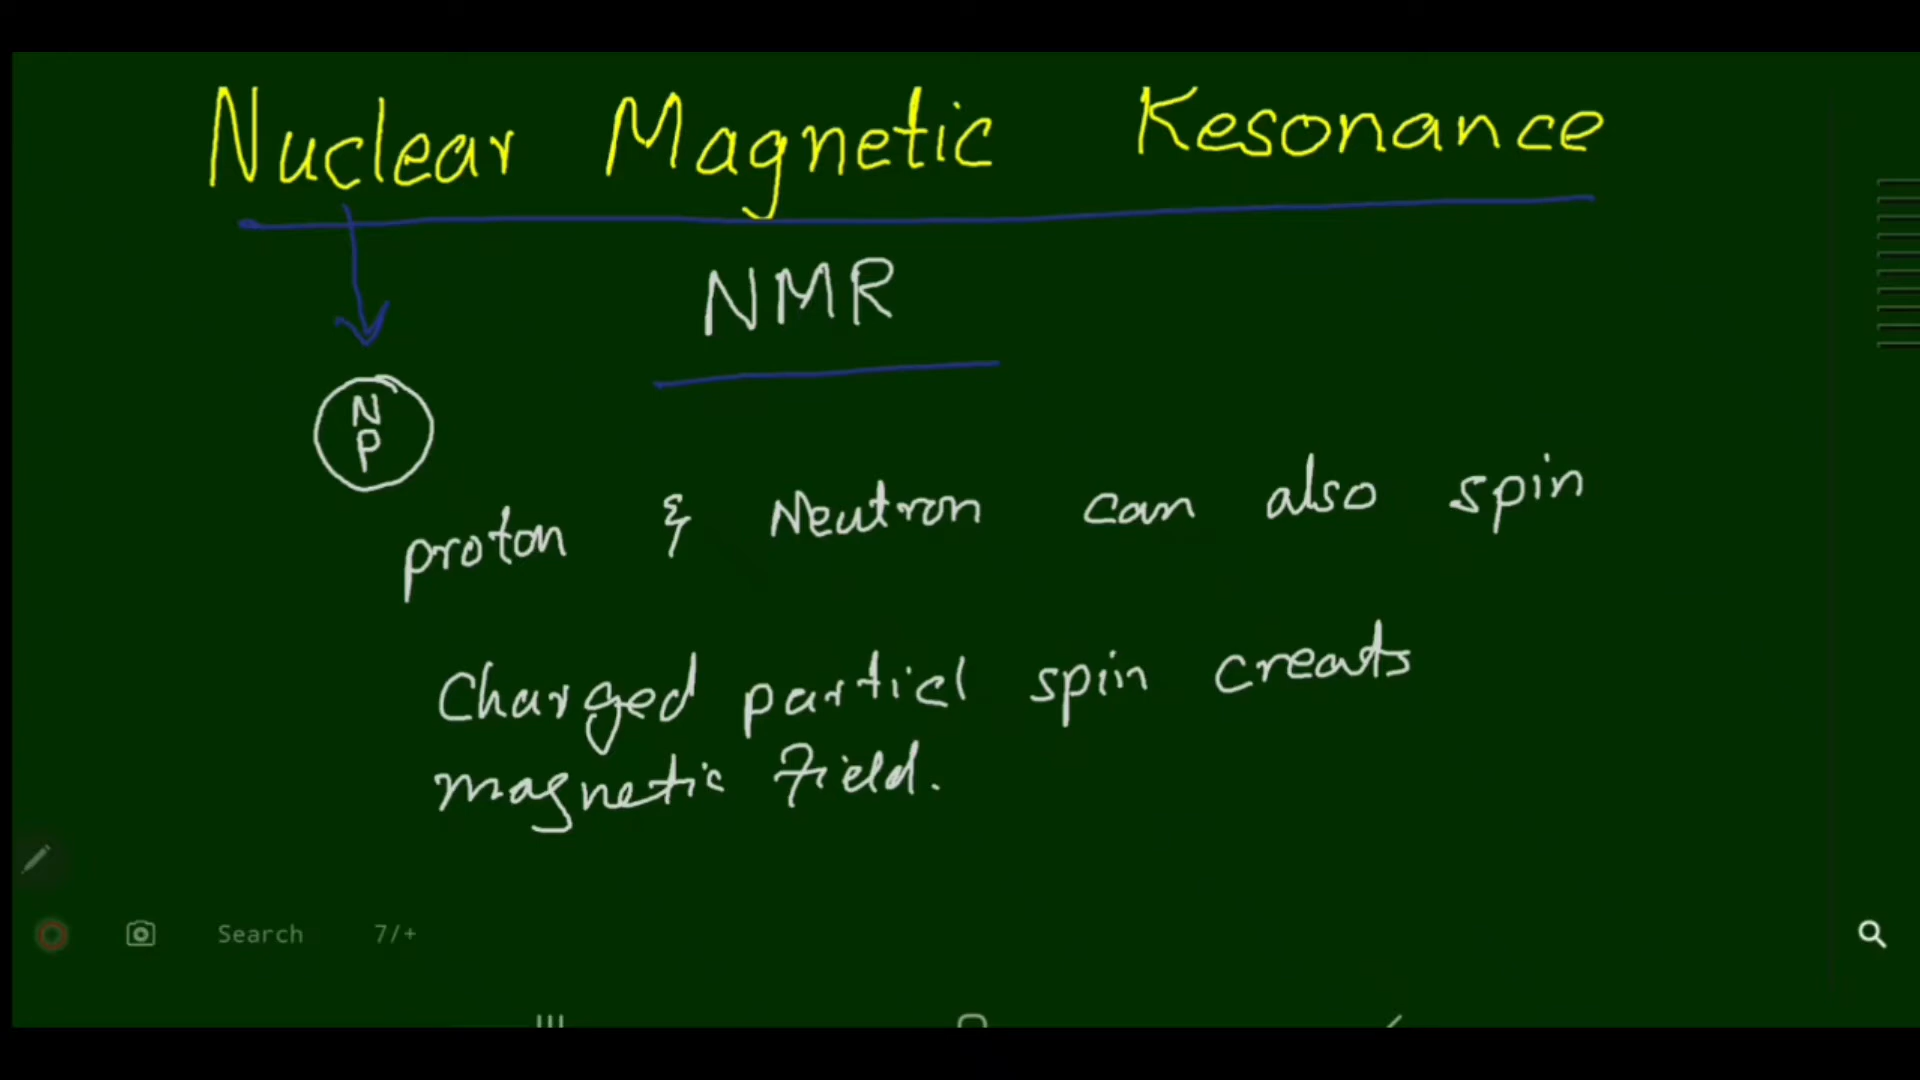 Nuclear Magnetic Resonance
NMR
N
P
proton & Neutron can also spin
Charged particl spin creats
magnetic Field.
Search 7/+